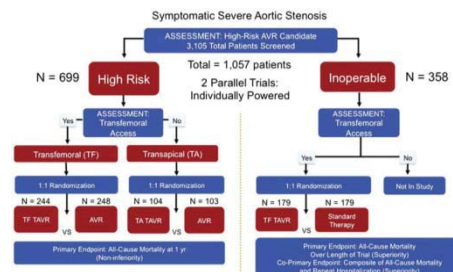 Symptomatic Severe Aortic Stenosis
ASSESSMENT: High-Risk AVR Candidate
3,105 Total Patients Screened
N = 699
High Risk
Total = 1,057 patients
2 Parallel Trials:
Individually Powered
Inoperable
N = 358
Yes
ASSESSMENT:
Transfemoral
Access
No
Transfemoral (TF)
Transapical (TA)
1:1 Randomization
1:1 Randomization
N = 244
N = 248
N = 104
N = 103
TF TAVR
AVR
TA TAVR
AVR
VS
VS
Primary Endpoint: All-Cause Mortality at 1 yr
(Non-inferiority)
ASSESSMENT:
Transfemoral
Access
Yes
No
1:1 Randomization
Not In Study
N = 179
N = 179
TF TAVR
Standard
Therapy
VS
Primary Endpoint: All-Cause Mortality
Over Length of Trial (Superiority)
Co-Primary Endpoint: Composite of All-Cause Mortality
and Repeat Hospitalization (Superiority)